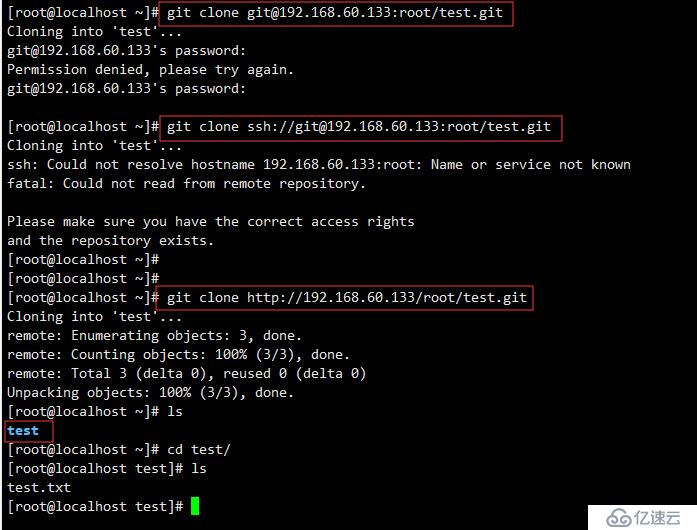 [root@localhost ~]# git clone git@192.168.60.133:root/test.git
Cloning into 'test'...
git@192.168.60.133's password:
Permission denied, please try again.
git@192.168.60.133's password:
[root@localhost ~]# git clone ssh://git@192.168.60.133:root/test.git
Cloning into 'test'...
ssh: Could not resolve hostname 192.168.60.133:root: Name or service not known
fatal: Could not read from remote repository.
Please make sure you have the correct access rights
and the repository exists.
[root@localhost ~]#
[root@localhost ~]#
[root@localhost ~]# git clone http://192.168.60.133/root/test.git
Cloning into 'test'...
remote: Enumerating objects: 3, done.
remote: Counting objects: 100% (3/3), done.
remote: Total 3 (delta 0), reused 0 (delta 0)
Unpacking objects: 100% (3/3), done.
[root@localhost ~]# ls
test
[root@localhost ~]# cd test/
[root@localhost test]# ls
test.txt
[root@localhost test]#
亿速云